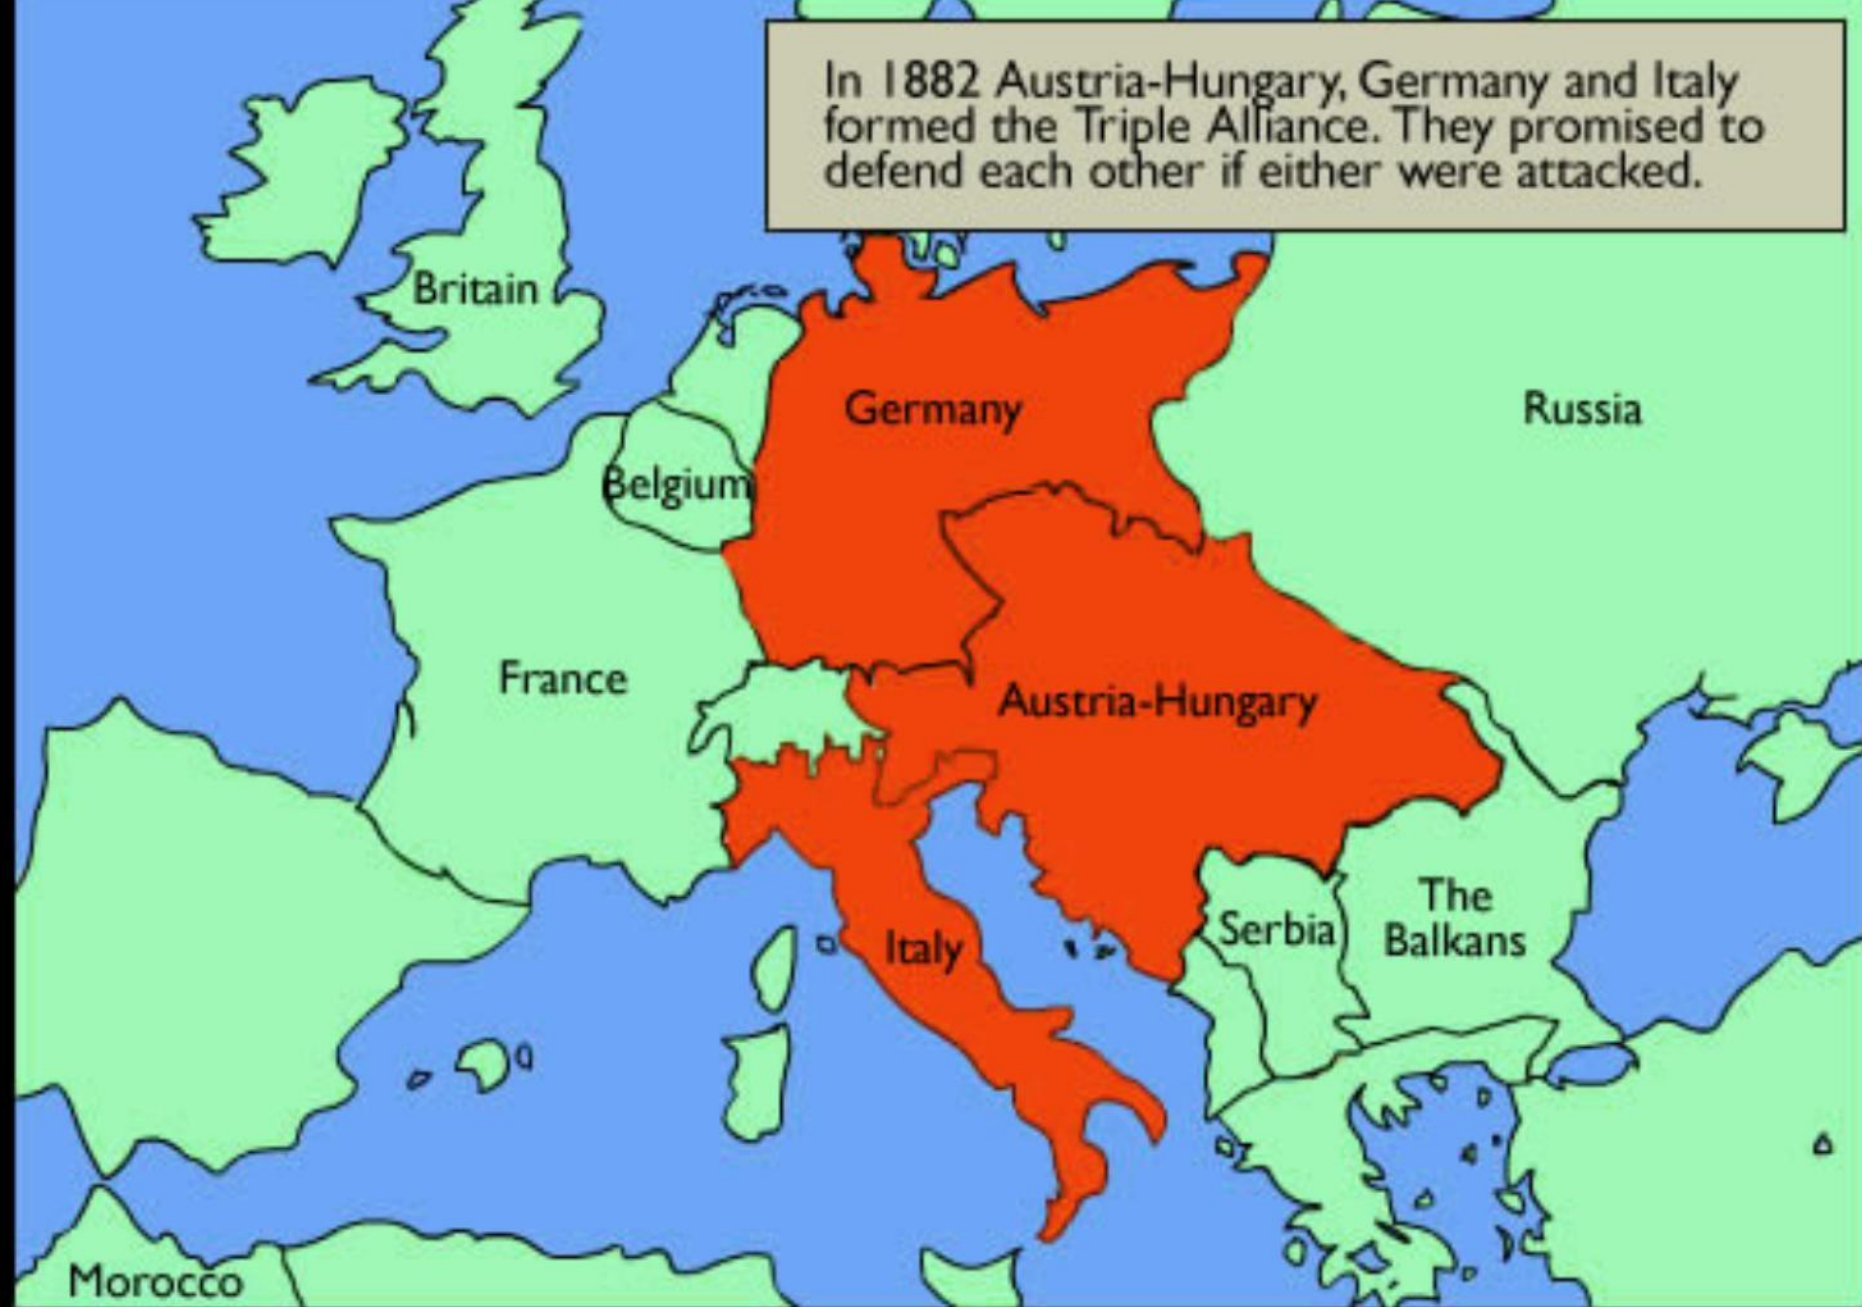 In 1882 Austria-Hungary, Germany and Italy
formed the Triple Alliance. They promised to
defend each other if either were attacked.
Britain
Germany
Russia
Belgium
France
Austria-Hungary
The
Balkans
Serbia
Italy
Morocco